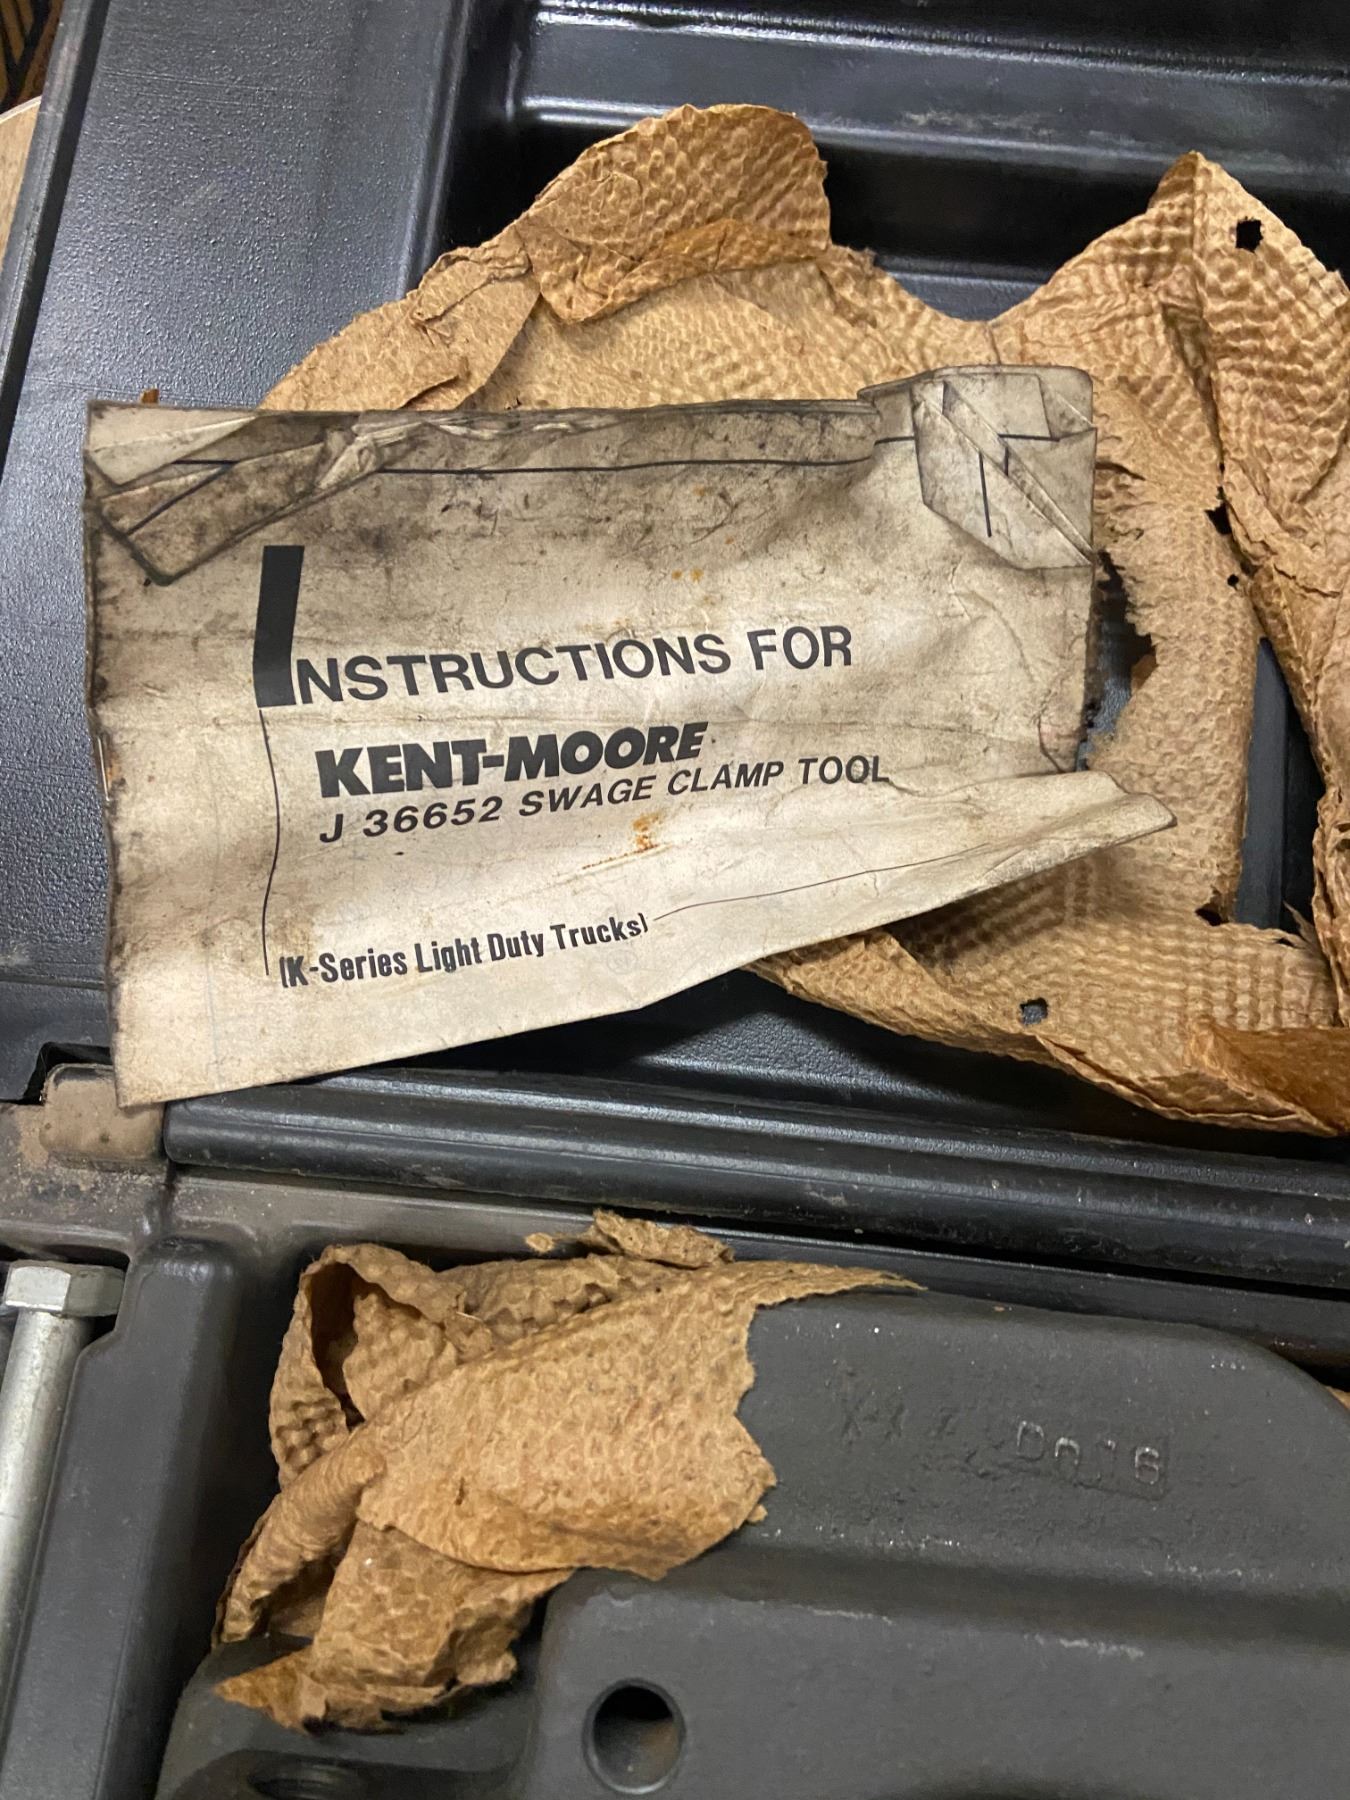 INSTRUCTIONS FOR
KENT-MOORE
J 36652 SWAGE CLAMP TOOL
(K-Series Light Duty Trucks)